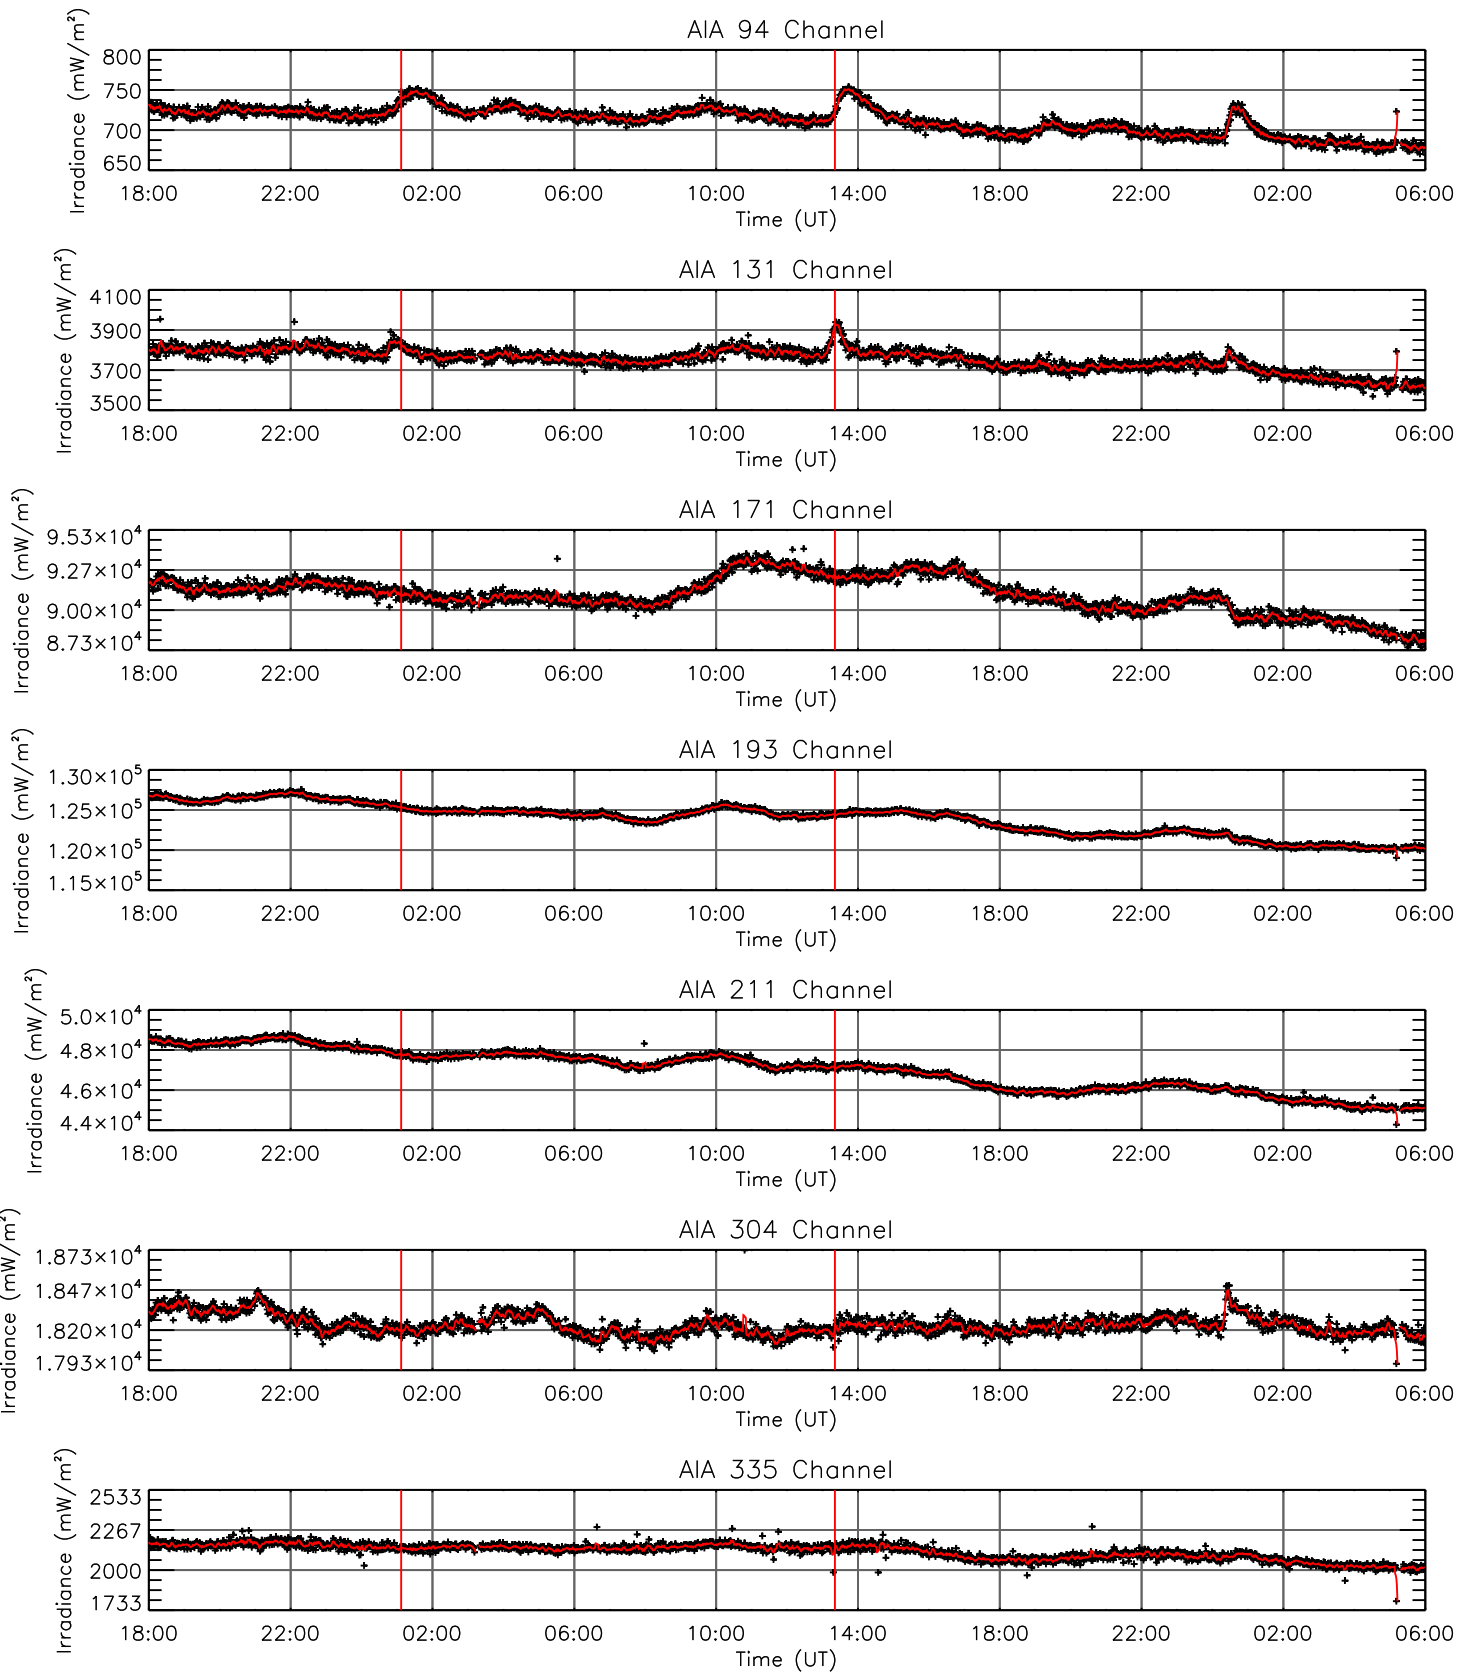 AIA 94 Channel
Irradiance (mW/m²)
800
750
700
650
18:00 22:00 02:00 06:00 10:00 14:00 18:00 22:00 02:00 06:00
Time (UT)
AIA 131 Channel
Irradiance (mW/m²)
4100
3900
3700
3500
18:00 22:00 02:00 06:00 10:00 14:00 18:00 22:00 02:00 06:00
Time (UT)
AIA 171 Channel
Irradiance (mW/m²)
9.53×10⁴
9.27×10⁴
9.00×10⁴
8.73×10⁴
18:00 22:00 02:00 06:00 10:00 14:00 18:00 22:00 02:00 06:00
Time (UT)
AIA 193 Channel
Irradiance (mW/m²)
1.30×10⁵
1.25×10⁵
1.20×10⁵
1.15×10⁵
18:00 22:00 02:00 06:00 10:00 14:00 18:00 22:00 02:00 06:00
Time (UT)
AIA 211 Channel
Irradiance (mW/m²)
5.0×10⁴
4.8×10⁴
4.6×10⁴
4.4×10⁴
18:00 22:00 02:00 06:00 10:00 14:00 18:00 22:00 02:00 06:00
Time (UT)
AIA 304 Channel
Irradiance (mW/m²)
1.873×10⁴
1.847×10⁴
1.820×10⁴
1.793×10⁴
18:00 22:00 02:00 06:00 10:00 14:00 18:00 22:00 02:00 06:00
Time (UT)
AIA 335 Channel
Irradiance (mW/m²)
2533
2267
2000
1733
18:00 22:00 02:00 06:00 10:00 14:00 18:00 22:00 02:00 06:00
Time (UT)